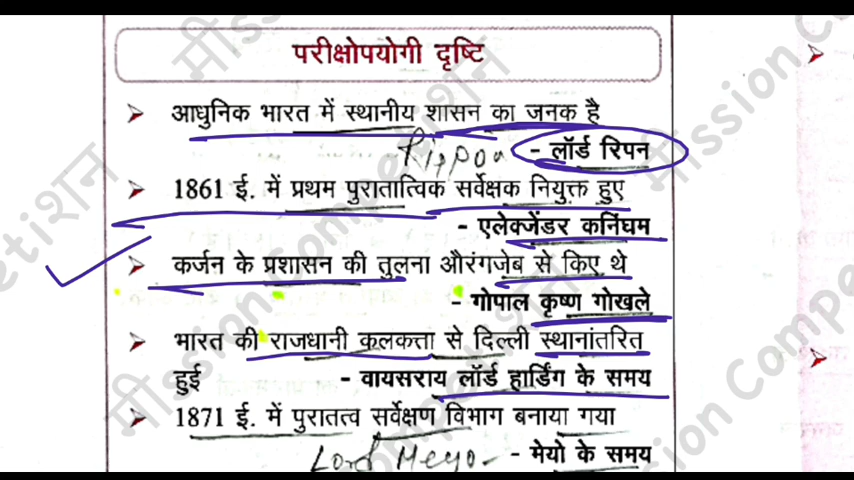 परीक्षोपयोगी दृष्टि
आधुनिक भारत में स्थानीय शासन का जनक है
Rippon - लॉर्ड रिपन
1861 ई. में प्रथम पुरातात्विक सर्वेक्षक नियुक्त हुए
- एलेक्जेंडर कनिंघम
कर्जन के प्रशासन की तुलना औरंगजेब से किए थे
- गोपाल कृष्ण गोखले
भारत की राजधानी कलकत्ता से दिल्ली स्थानांतरित
हुई - वायसराय लॉर्ड हार्डिंग के समय
1871 ई. में पुरातत्व सर्वेक्षण विभाग बनाया गया
Lord Meyo - मेयो के समय